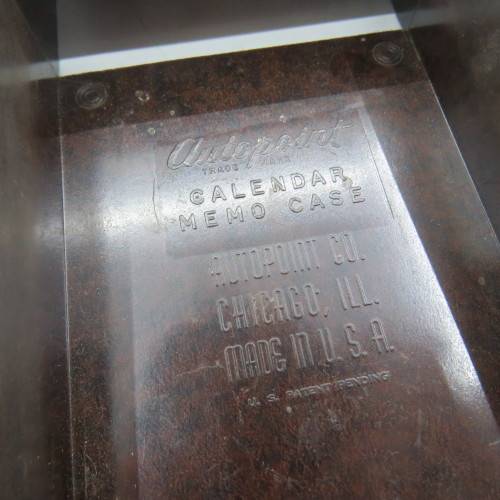 Autopoint
TRADE MARK
CALENDAR
MEMO CASE
AUTOPOINT CO.
CHICAGO, ILL.
MADE IN U.S.A.
U.S. PATENT PENDING